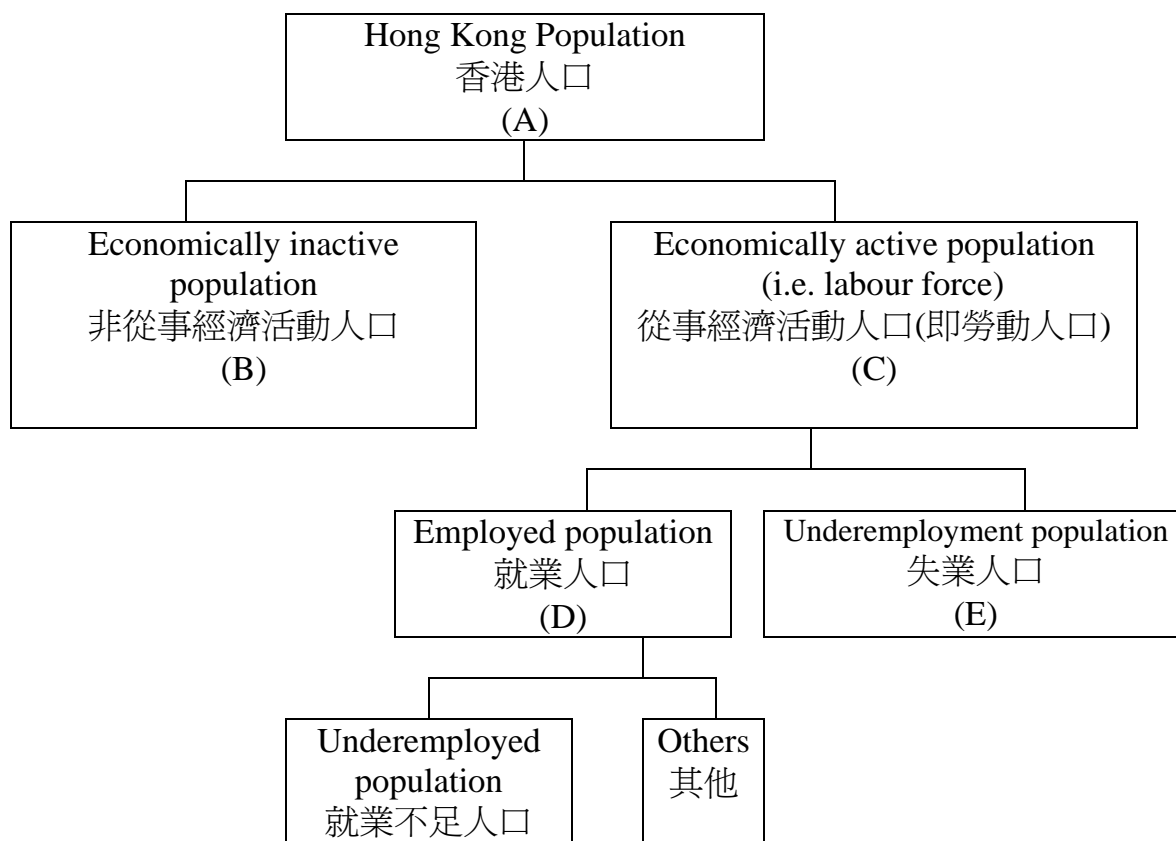 Hong Kong Population
香港人口
(A)
Economically inactive
population
非從事經濟活動人口
(B)
Economically active population
(i.e. labour force)
從事經濟活動人口(即勞動人口)
(C)
Employed population
就業人口
(D)
Underemployment population
失業人口
(E)
Underemployed
population
就業不足人口
Others
其他